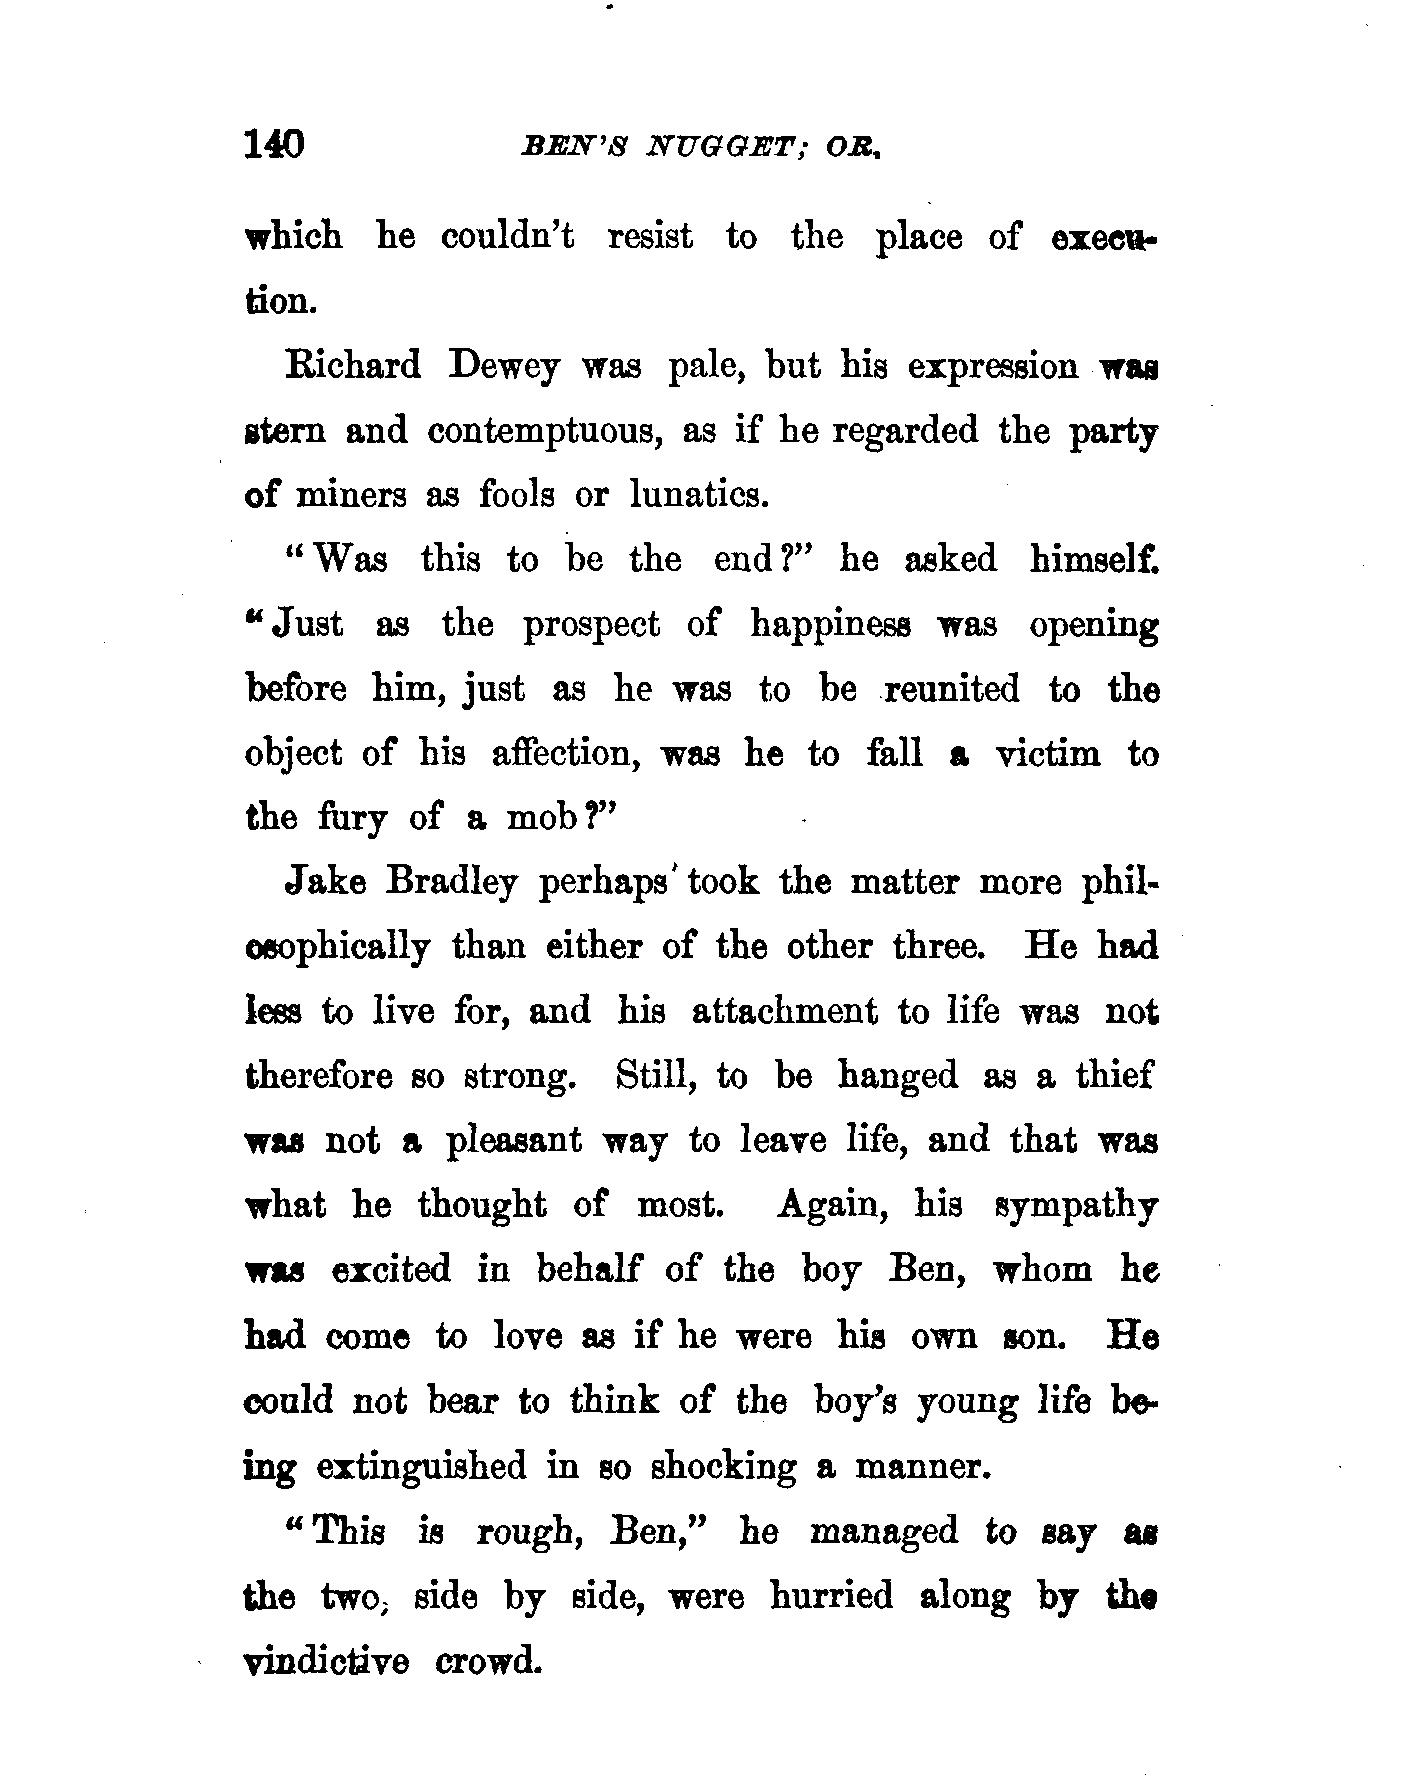 140 BEN'S NUGGET; OR,
which he couldn't resist to the place of execu-
tion.
Richard Dewey was pale, but his expression was
stern and contemptuous, as if he regarded the party
of miners as fools or lunatics.
"Was this to be the end?" he asked himself.
"Just as the prospect of happiness was opening
before him, just as he was to be reunited to the
object of his affection, was he to fall a victim to
the fury of a mob?"
Jake Bradley perhaps took the matter more phil-
osophically than either of the other three. He had
less to live for, and his attachment to life was not
therefore so strong. Still, to be hanged as a thief
was not a pleasant way to leave life, and that was
what he thought of most. Again, his sympathy
was excited in behalf of the boy Ben, whom he
had come to love as if he were his own son. He
could not bear to think of the boy's young life be-
ing extinguished in so shocking a manner.
"This is rough, Ben," he managed to say as
the two, side by side, were hurried along by the
vindictive crowd.